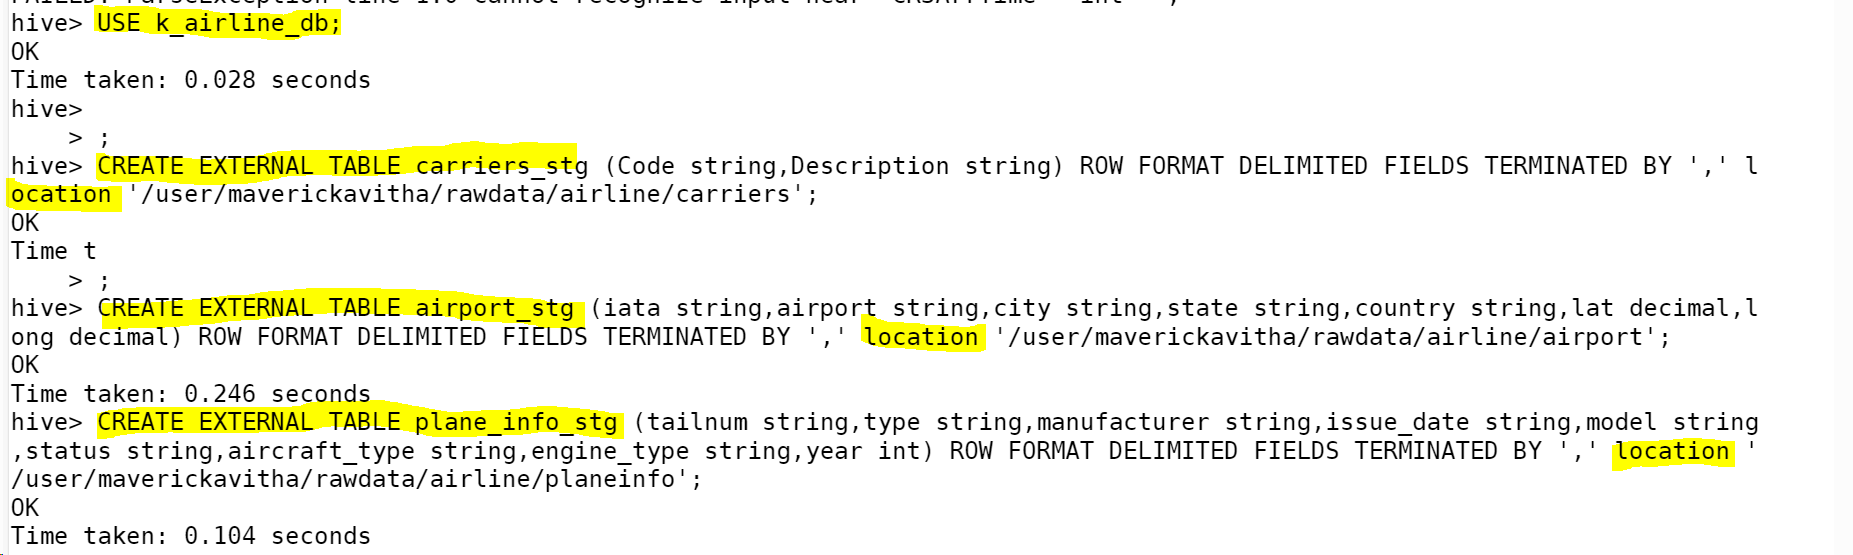 hive> USE k_airline_db;
OK
Time taken: 0.028 seconds
hive>
    > ;
hive> CREATE EXTERNAL TABLE carriers_stg (Code string,Description string) ROW FORMAT DELIMITED FIELDS TERMINATED BY ',' l
ocation '/user/maverickavitha/rawdata/airline/carriers';
OK
Time t
    > ;
hive> CREATE EXTERNAL TABLE airport_stg (iata string,airport string,city string,state string,country string,lat decimal,l
ong decimal) ROW FORMAT DELIMITED FIELDS TERMINATED BY ',' location '/user/maverickavitha/rawdata/airline/airport';
OK
Time taken: 0.246 seconds
hive> CREATE EXTERNAL TABLE plane_info_stg (tailnum string,type string,manufacturer string,issue_date string,model string
,status string,aircraft_type string,engine_type string,year int) ROW FORMAT DELIMITED FIELDS TERMINATED BY ',' location '
/user/maverickavitha/rawdata/airline/planeinfo';
OK
Time taken: 0.104 seconds